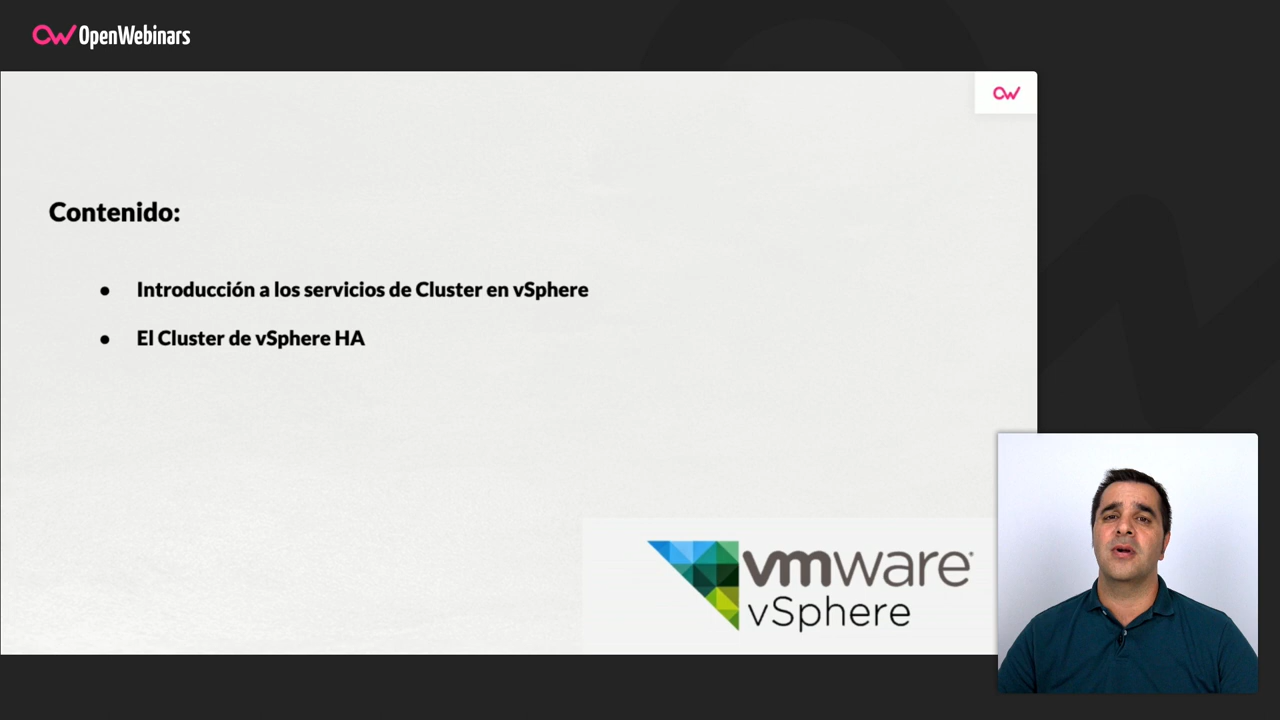 OpenWebinars
Contenido:
● Introducción a los servicios de Cluster en vSphere
● El Cluster de vSphere HA
vmware®
vSphere